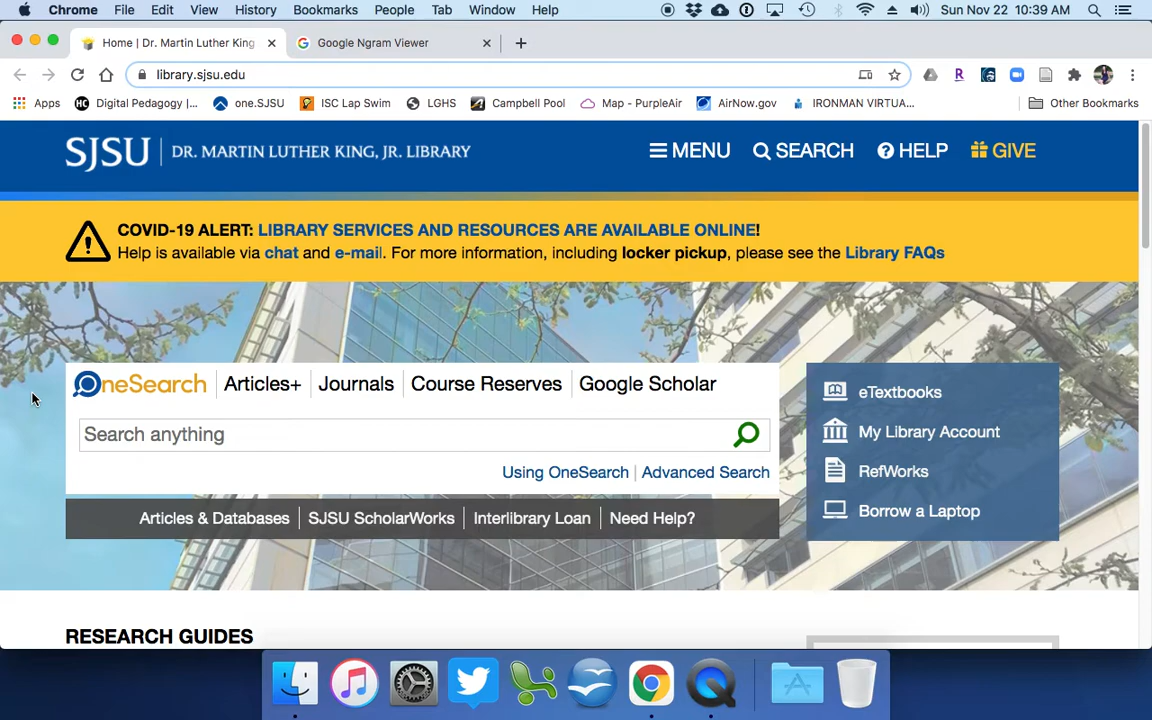 Chrome File Edit View History Bookmarks People Tab Window Help Sun Nov 22 10:39 AM
Home | Dr. Martin Luther King Google Ngram Viewer
library.sjsu.edu
Apps Digital Pedagogy |... one.SJSU ISC Lap Swim LGHS Campbell Pool Map - PurpleAir AirNow.gov IRONMAN VIRTUA... Other Bookmarks
SJSU DR. MARTIN LUTHER KING, JR. LIBRARY MENU SEARCH HELP GIVE
COVID-19 ALERT: LIBRARY SERVICES AND RESOURCES ARE AVAILABLE ONLINE!
Help is available via chat and e-mail. For more information, including locker pickup, please see the Library FAQs
OneSearch Articles+ Journals Course Reserves Google Scholar
Search anything
Using OneSearch | Advanced Search
Articles & Databases SJSU ScholarWorks Interlibrary Loan Need Help?
eTextbooks
My Library Account
RefWorks
Borrow a Laptop
RESEARCH GUIDES